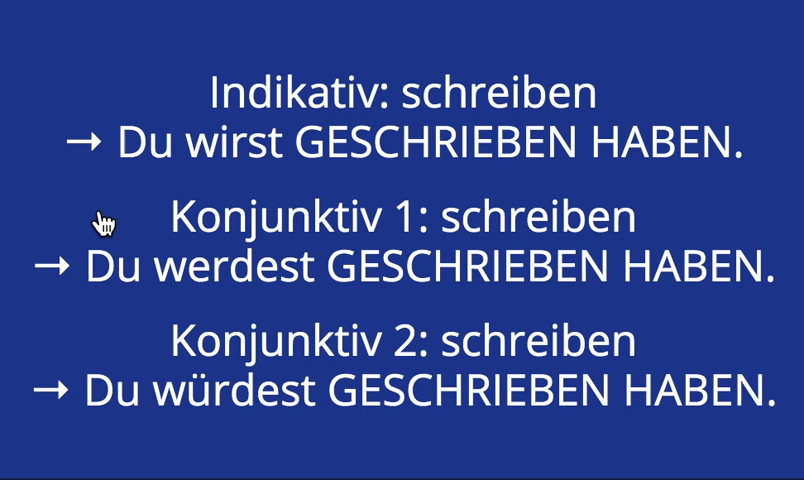 Indikativ: schreiben
→ Du wirst GESCHRIEBEN HABEN.
Konjunktiv 1: schreiben
→ Du werdest GESCHRIEBEN HABEN.
Konjunktiv 2: schreiben
→ Du würdest GESCHRIEBEN HABEN.